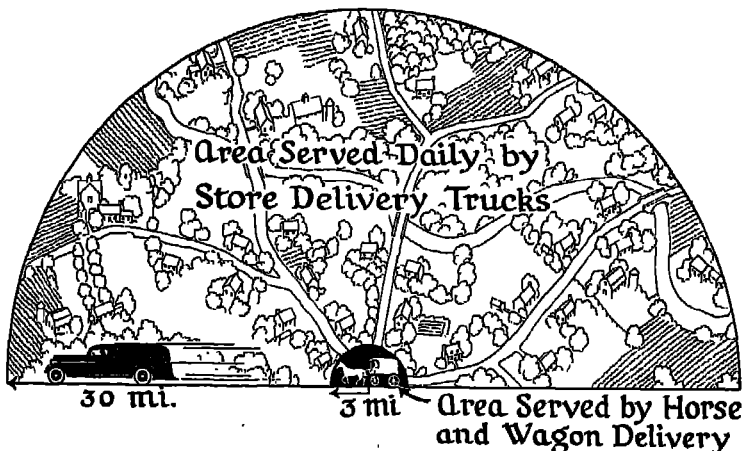 Area Served Daily by
Store Delivery Trucks
30 mi.
3 mi
Area Served by Horse
and Wagon Delivery